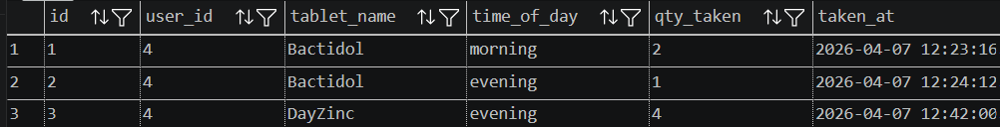 id user_id tablet_name time_of_day qty_taken taken_at
1 1 4 Bactidol morning 2 2026-04-07 12:23:16
2 2 4 Bactidol evening 1 2026-04-07 12:24:12
3 3 4 DayZinc evening 4 2026-04-07 12:42:00